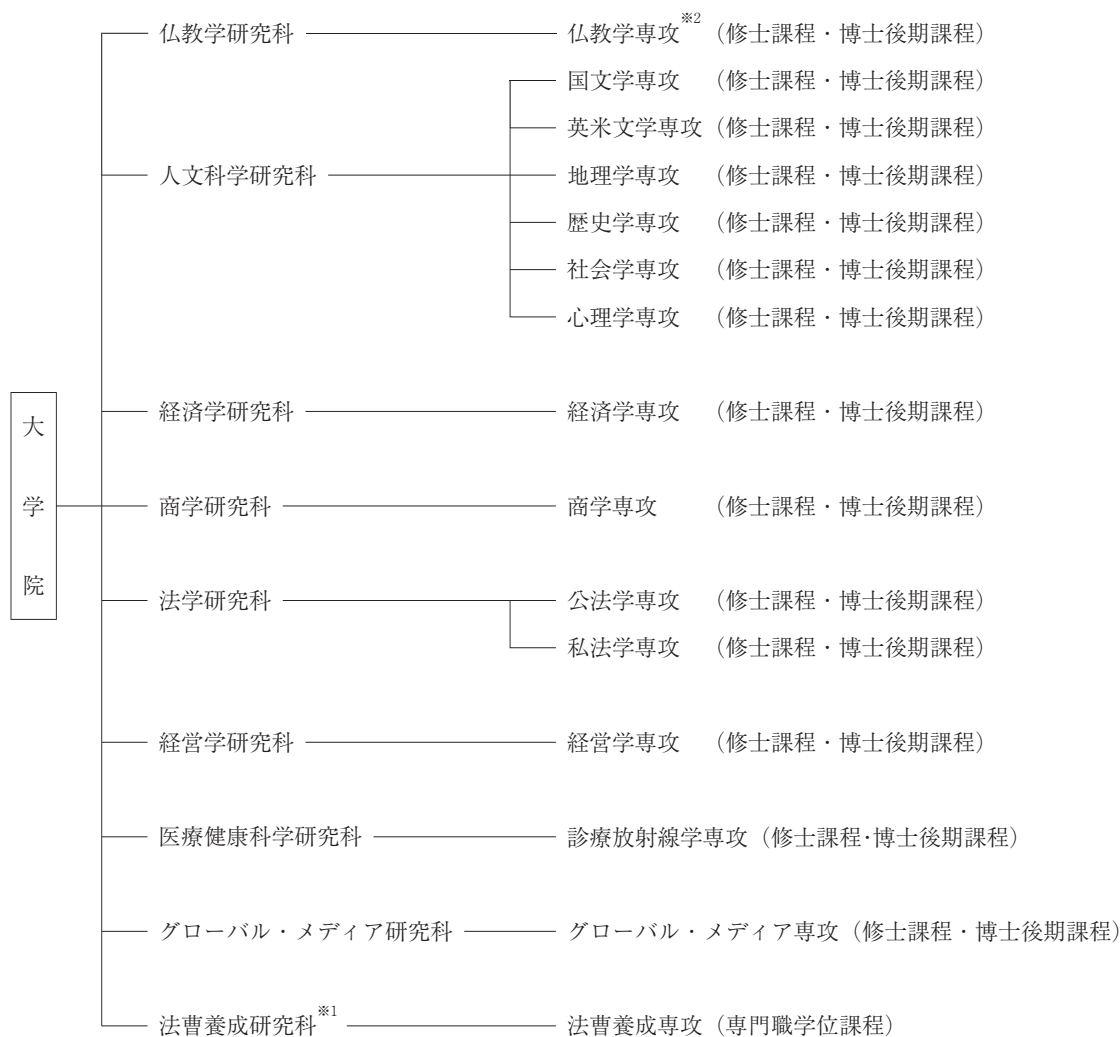 仏教学研究科 仏教学専攻※2（修士課程・博士後期課程）
国文学専攻 （修士課程・博士後期課程）
英米文学専攻（修士課程・博士後期課程）
人文科学研究科 地理学専攻 （修士課程・博士後期課程）
歴史学専攻 （修士課程・博士後期課程）
社会学専攻 （修士課程・博士後期課程）
心理学専攻 （修士課程・博士後期課程）
経済学研究科 経済学専攻 （修士課程・博士後期課程）
大学院
商学研究科 商学専攻 （修士課程・博士後期課程）
法学研究科 公法学専攻 （修士課程・博士後期課程）
私法学専攻 （修士課程・博士後期課程）
経営学研究科 経営学専攻 （修士課程・博士後期課程）
医療健康科学研究科 診療放射線学専攻（修士課程・博士後期課程）
グローバル・メディア研究科 グローバル・メディア専攻（修士課程・博士後期課程）
法曹養成研究科※1 法曹養成専攻（専門職学位課程）